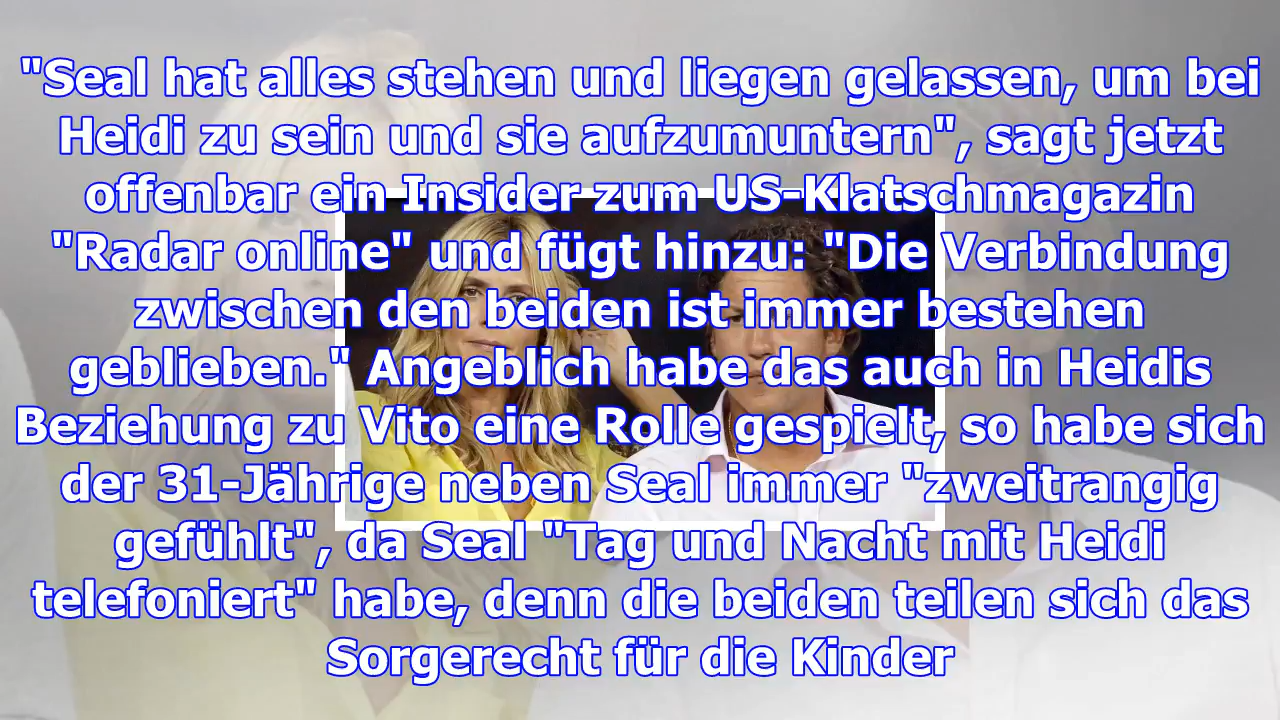 "Seal hat alles stehen und liegen gelassen, um bei
Heidi zu sein und sie aufzumuntern", sagt jetzt
offenbar ein Insider zum US-Klatschmagazin
"Radar online" und fügt hinzu: "Die Verbindung
zwischen den beiden ist immer bestehen
geblieben." Angeblich habe das auch in Heidis
Beziehung zu Vito eine Rolle gespielt, so habe sich
der 31-Jährige neben Seal immer "zweitrangig
gefühlt", da Seal "Tag und Nacht mit Heidi
telefoniert" habe, denn die beiden teilen sich das
Sorgerecht für die Kinder